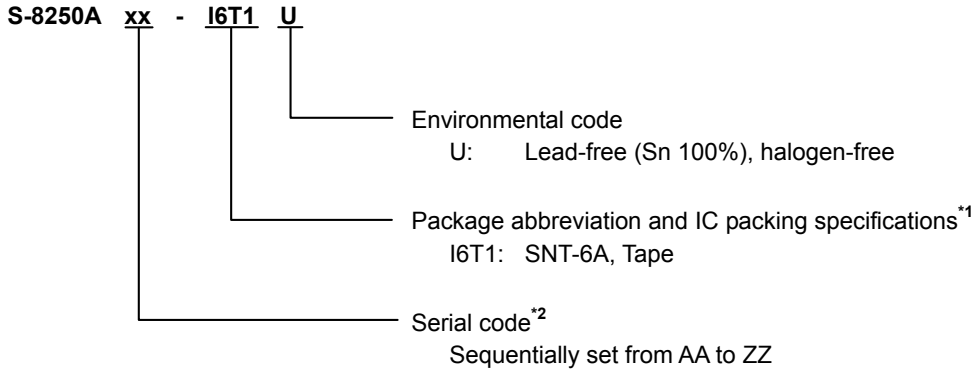 S-8250A xx - I6T1 U
Environmental code
U: Lead-free (Sn 100%), halogen-free
Package abbreviation and IC packing specifications*1
I6T1: SNT-6A, Tape
Serial code*2
Sequentially set from AA to ZZ